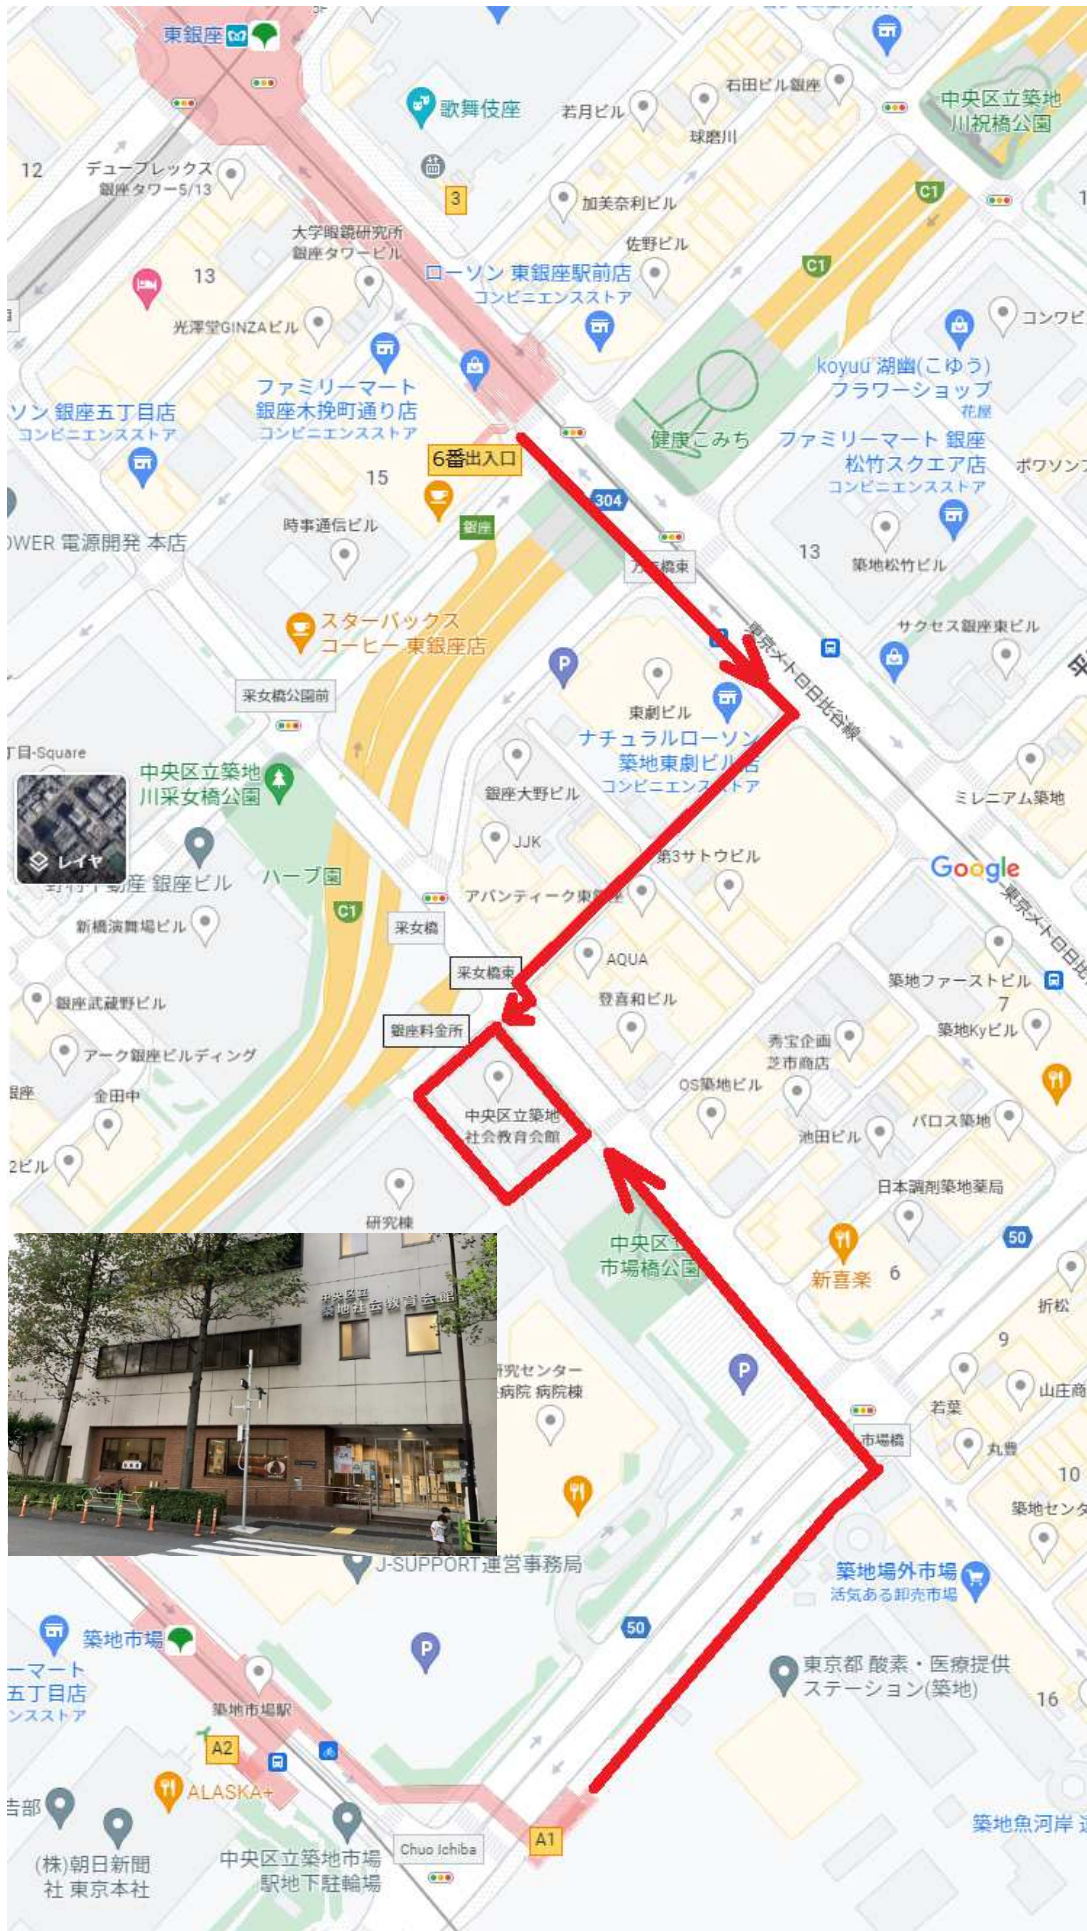 東銀座
歌舞伎座
石田ビル銀座
若月ビル
球磨川
中央区立築地
川祝橋公園
12
デュープレックス
銀座タワー5/13
3
加美奈利ビル
C1
大学眼鏡研究所
銀座タワービル
佐野ビル
13
ローソン 東銀座駅前店
コンビニエンスストア
C1
光澤堂GINZAビル
コンワビ
koyuu 湖幽(こゆう)
フラワーショップ
花屋
ファミリーマート
銀座木挽町通り店
コンビニエンスストア
ソン 銀座五丁目店
コンビニエンスストア
健康こみち
ファミリーマート 銀座
松竹スクエア店
コンビニエンスストア
6番出入口
15
304
銀座
時事通信ビル
OWER 電源開発 本店
13
築地松竹ビル
スターバックス
コーヒー 東銀座店
サクセス銀座東ビル
東京メトロ日比谷線
P
采女橋公園前
東劇ビル
丁目-Square
ナチュラルローソン
コンビニエンスストア
中央区立築地
川采女橋公園
銀座大野ビル
ミレニアム築地
レイヤ
JJK
第3サトウビル
Google
銀座ビル
ハーブ園
C1
新橋演舞場ビル
采女橋
采女橋東
AQUA
築地ファーストビル
7
銀座武蔵野ビル
登喜和ビル
銀座料金所
築地Kyビル
アーク銀座ビルディング
秀宝企画
芝市商店
金田中
OS築地ビル
中央区立築地
社会教育会館
パロス築地
池田ビル
2ビル
日本調剤築地薬局
研究棟
50
市場橋公園
新喜楽
6
中央区立
築地社会教育会館
折松
9
究センター
病院 病院棟
P
若葉
山庄商
市場橋
丸豊
10
築地センタ
J-SUPPORT運営事務局
築地場外市場
活気ある卸売市場
50
築地市場
P
ーマート
五丁目店
ンスストア
東京都 酸素・医療提供
ステーション(築地)
16
築地市場駅
A2
ALASKA+
告部
築地魚河岸
A1
Chuo Ichiba
(株)朝日新聞
社 東京本社
中央区立築地市場
駅地下駐輪場